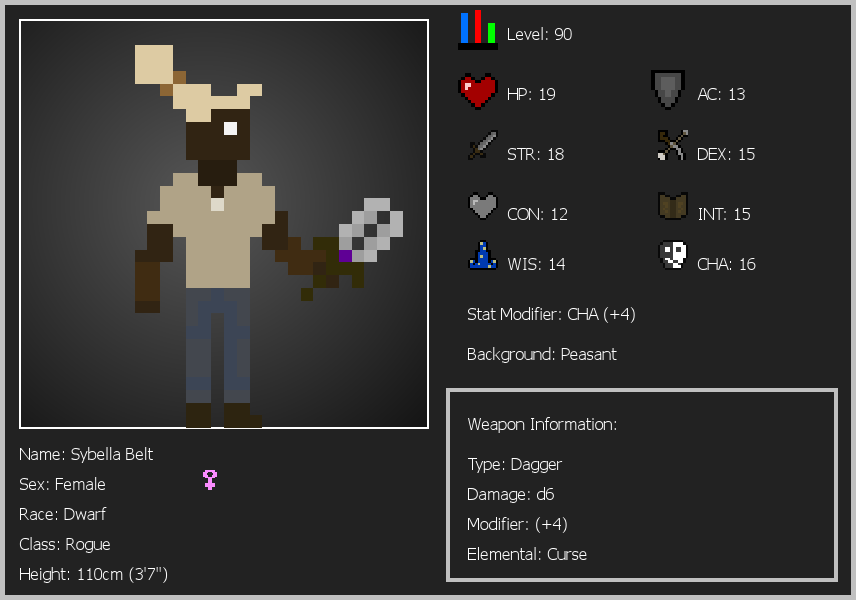 Level: 90
HP: 19
AC: 13
STR: 18
DEX: 15
CON: 12
INT: 15
WIS: 14
CHA: 16
Stat Modifier: CHA (+4)
Background: Peasant
Weapon Information:
Type: Dagger
Damage: d6
Modifier: (+4)
Elemental: Curse
Name: Sybella Belt
Sex: Female
Race: Dwarf
Class: Rogue
Height: 110cm (3'7")